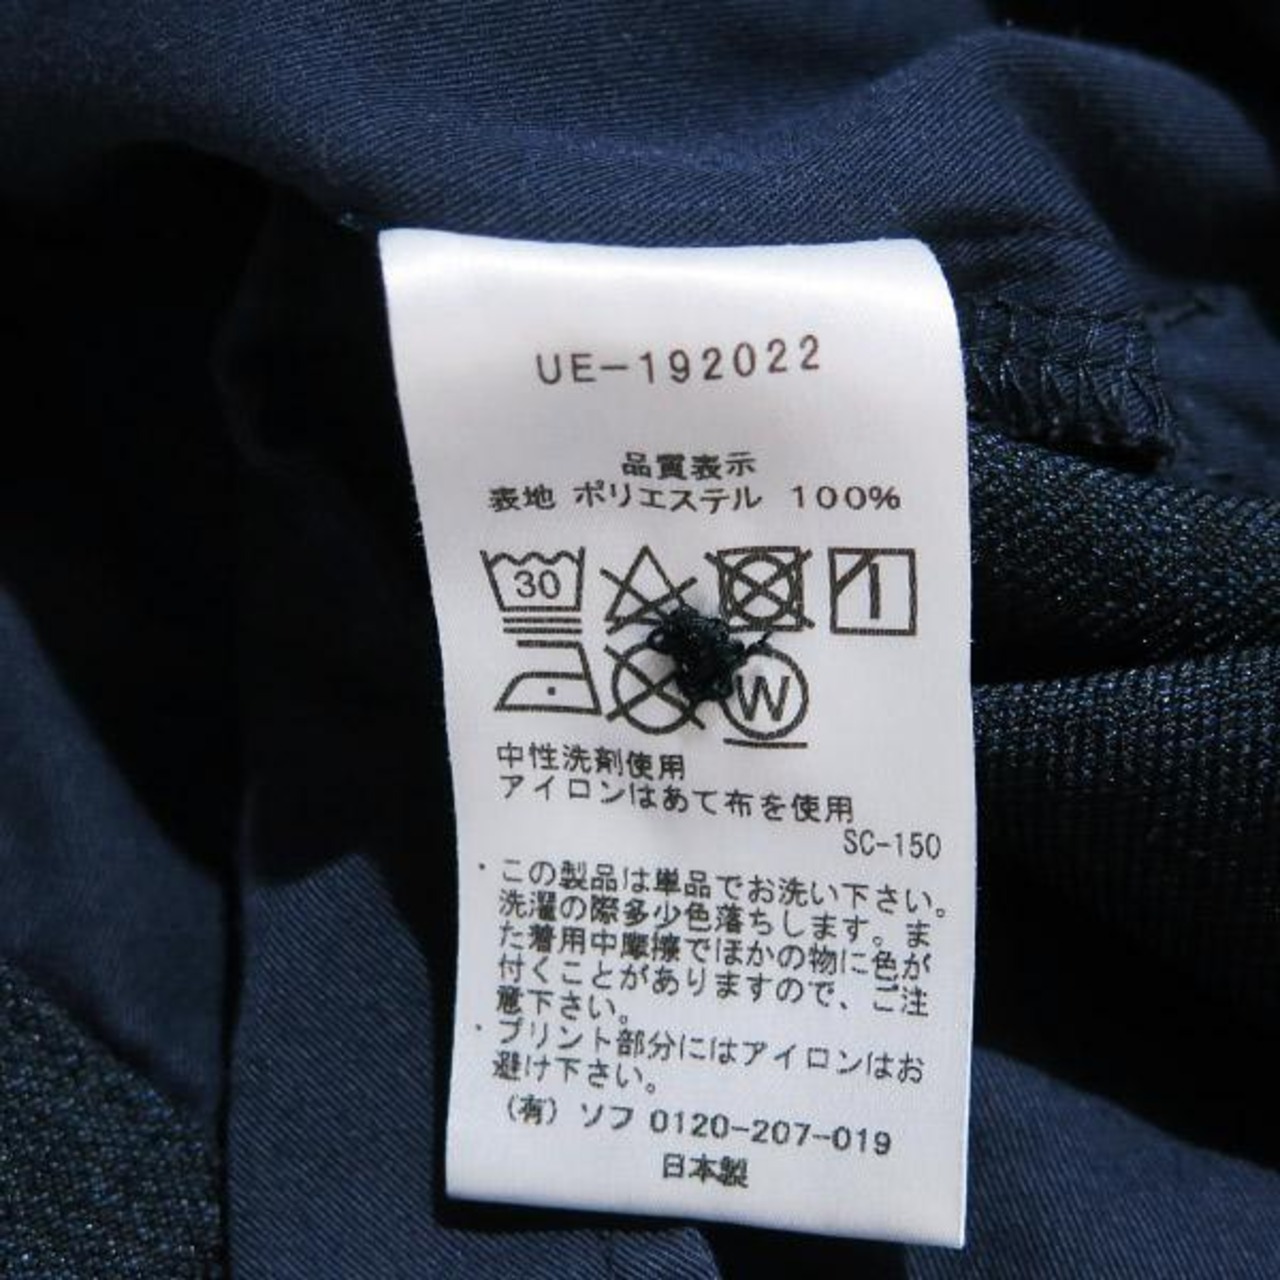 UE-192022
品質表示
表地 ポリエステル 100%
30
W
中性洗剤使用
アイロンはあて布を使用
SC-150
・この製品は単品でお洗い下さい。
洗濯の際多少色落ちします。ま
た着用中摩擦でほかの物に色が
付くことがありますので、ご注
意下さい。
・プリント部分にはアイロンはお
避け下さい。
(有)ソフ 0120-207-019
日本製